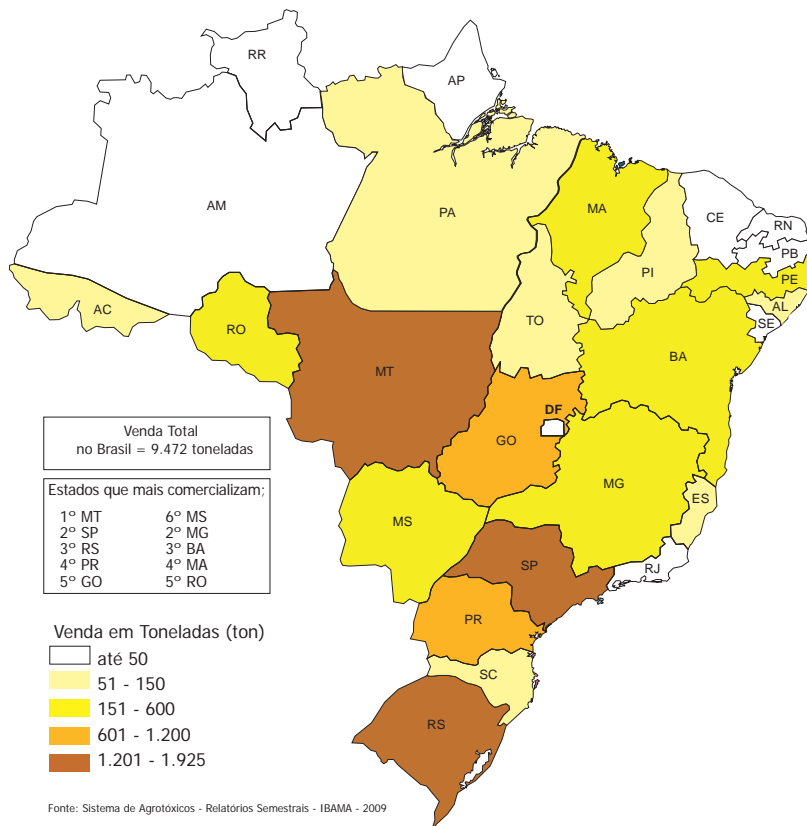 RR
AP
AM
PA
MA
CE
RN
PB
PE
PI
AL
SE
AC
RO
TO
BA
MT
DF
GO
MG
ES
MS
SP
RJ
PR
SC
RS
Venda Total
no Brasil = 9.472 toneladas
Estados que mais comercializam;
1º MT 6º MS
2º SP 2º MG
3º RS 3º BA
4º PR 4º MA
5º GO 5º RO
Venda em Toneladas (ton)
até 50
51 - 150
151 - 600
601 - 1.200
1.201 - 1.925
Fonte: Sistema de Agrotóxicos - Relatórios Semestrais - IBAMA - 2009